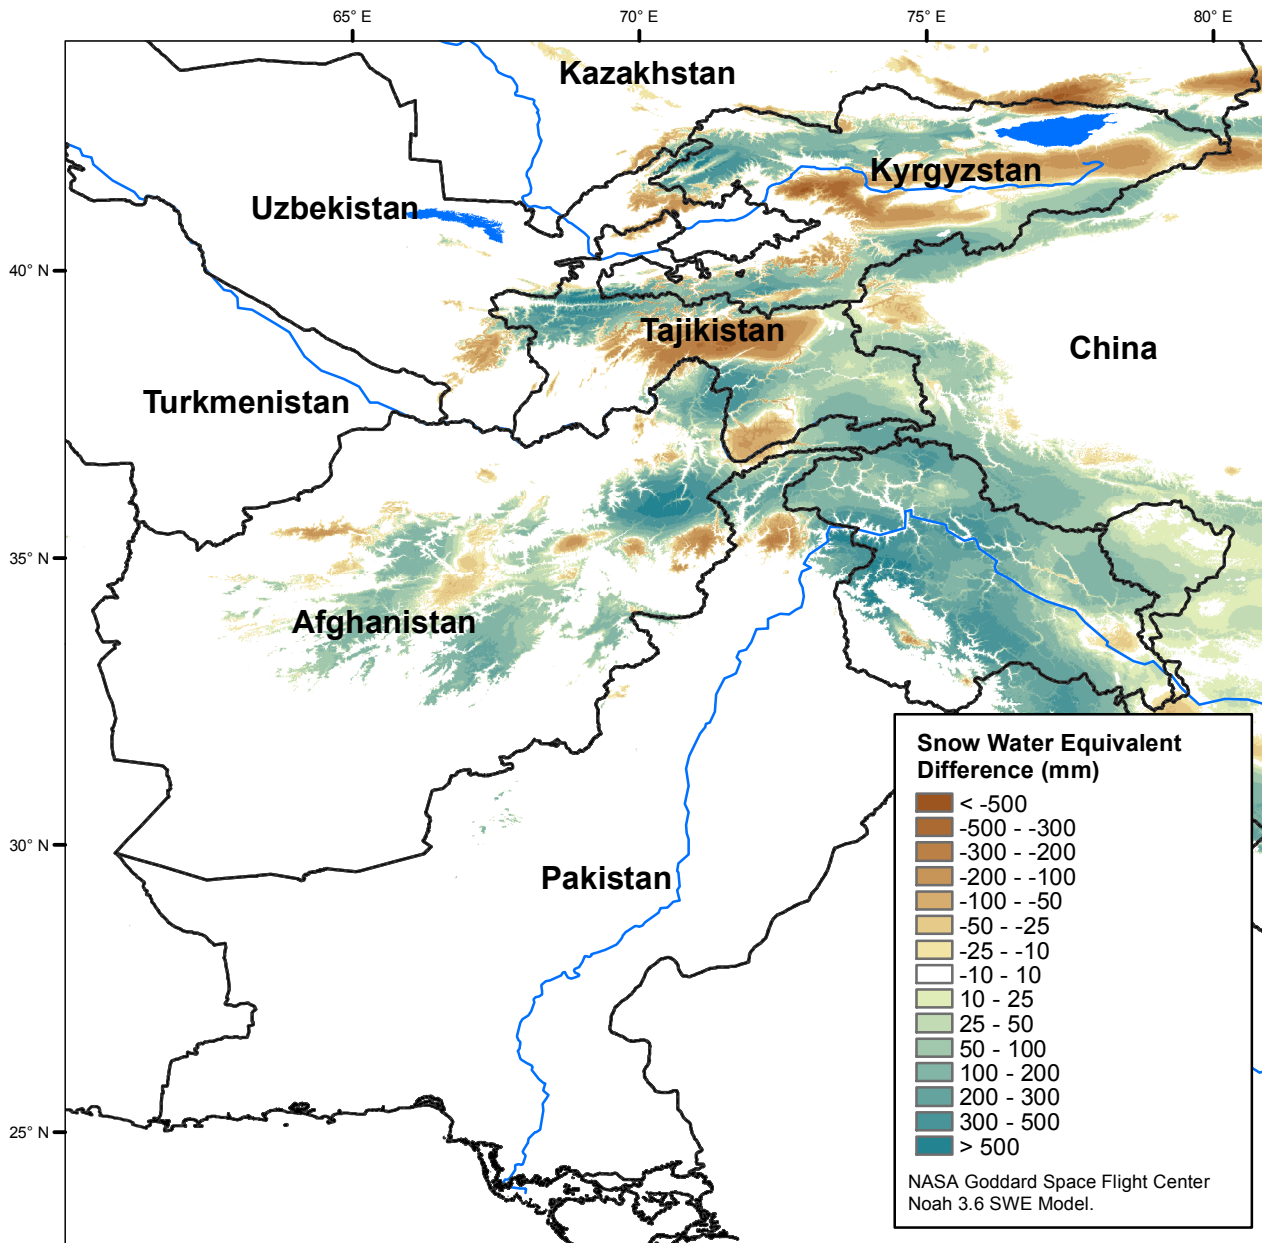 65° E
70° E
75° E
80° E
Kazakhstan
Kyrgyzstan
Uzbekistan
40° N
Tajikistan
China
Turkmenistan
35° N
Afghanistan
Snow Water Equivalent
Difference (mm)
< -500
-500 - -300
-300 - -200
-200 - -100
-100 - -50
-50 - -25
-25 - -10
-10 - 10
10 - 25
25 - 50
50 - 100
100 - 200
200 - 300
300 - 500
> 500
NASA Goddard Space Flight Center
Noah 3.6 SWE Model.
30° N
Pakistan
25° N